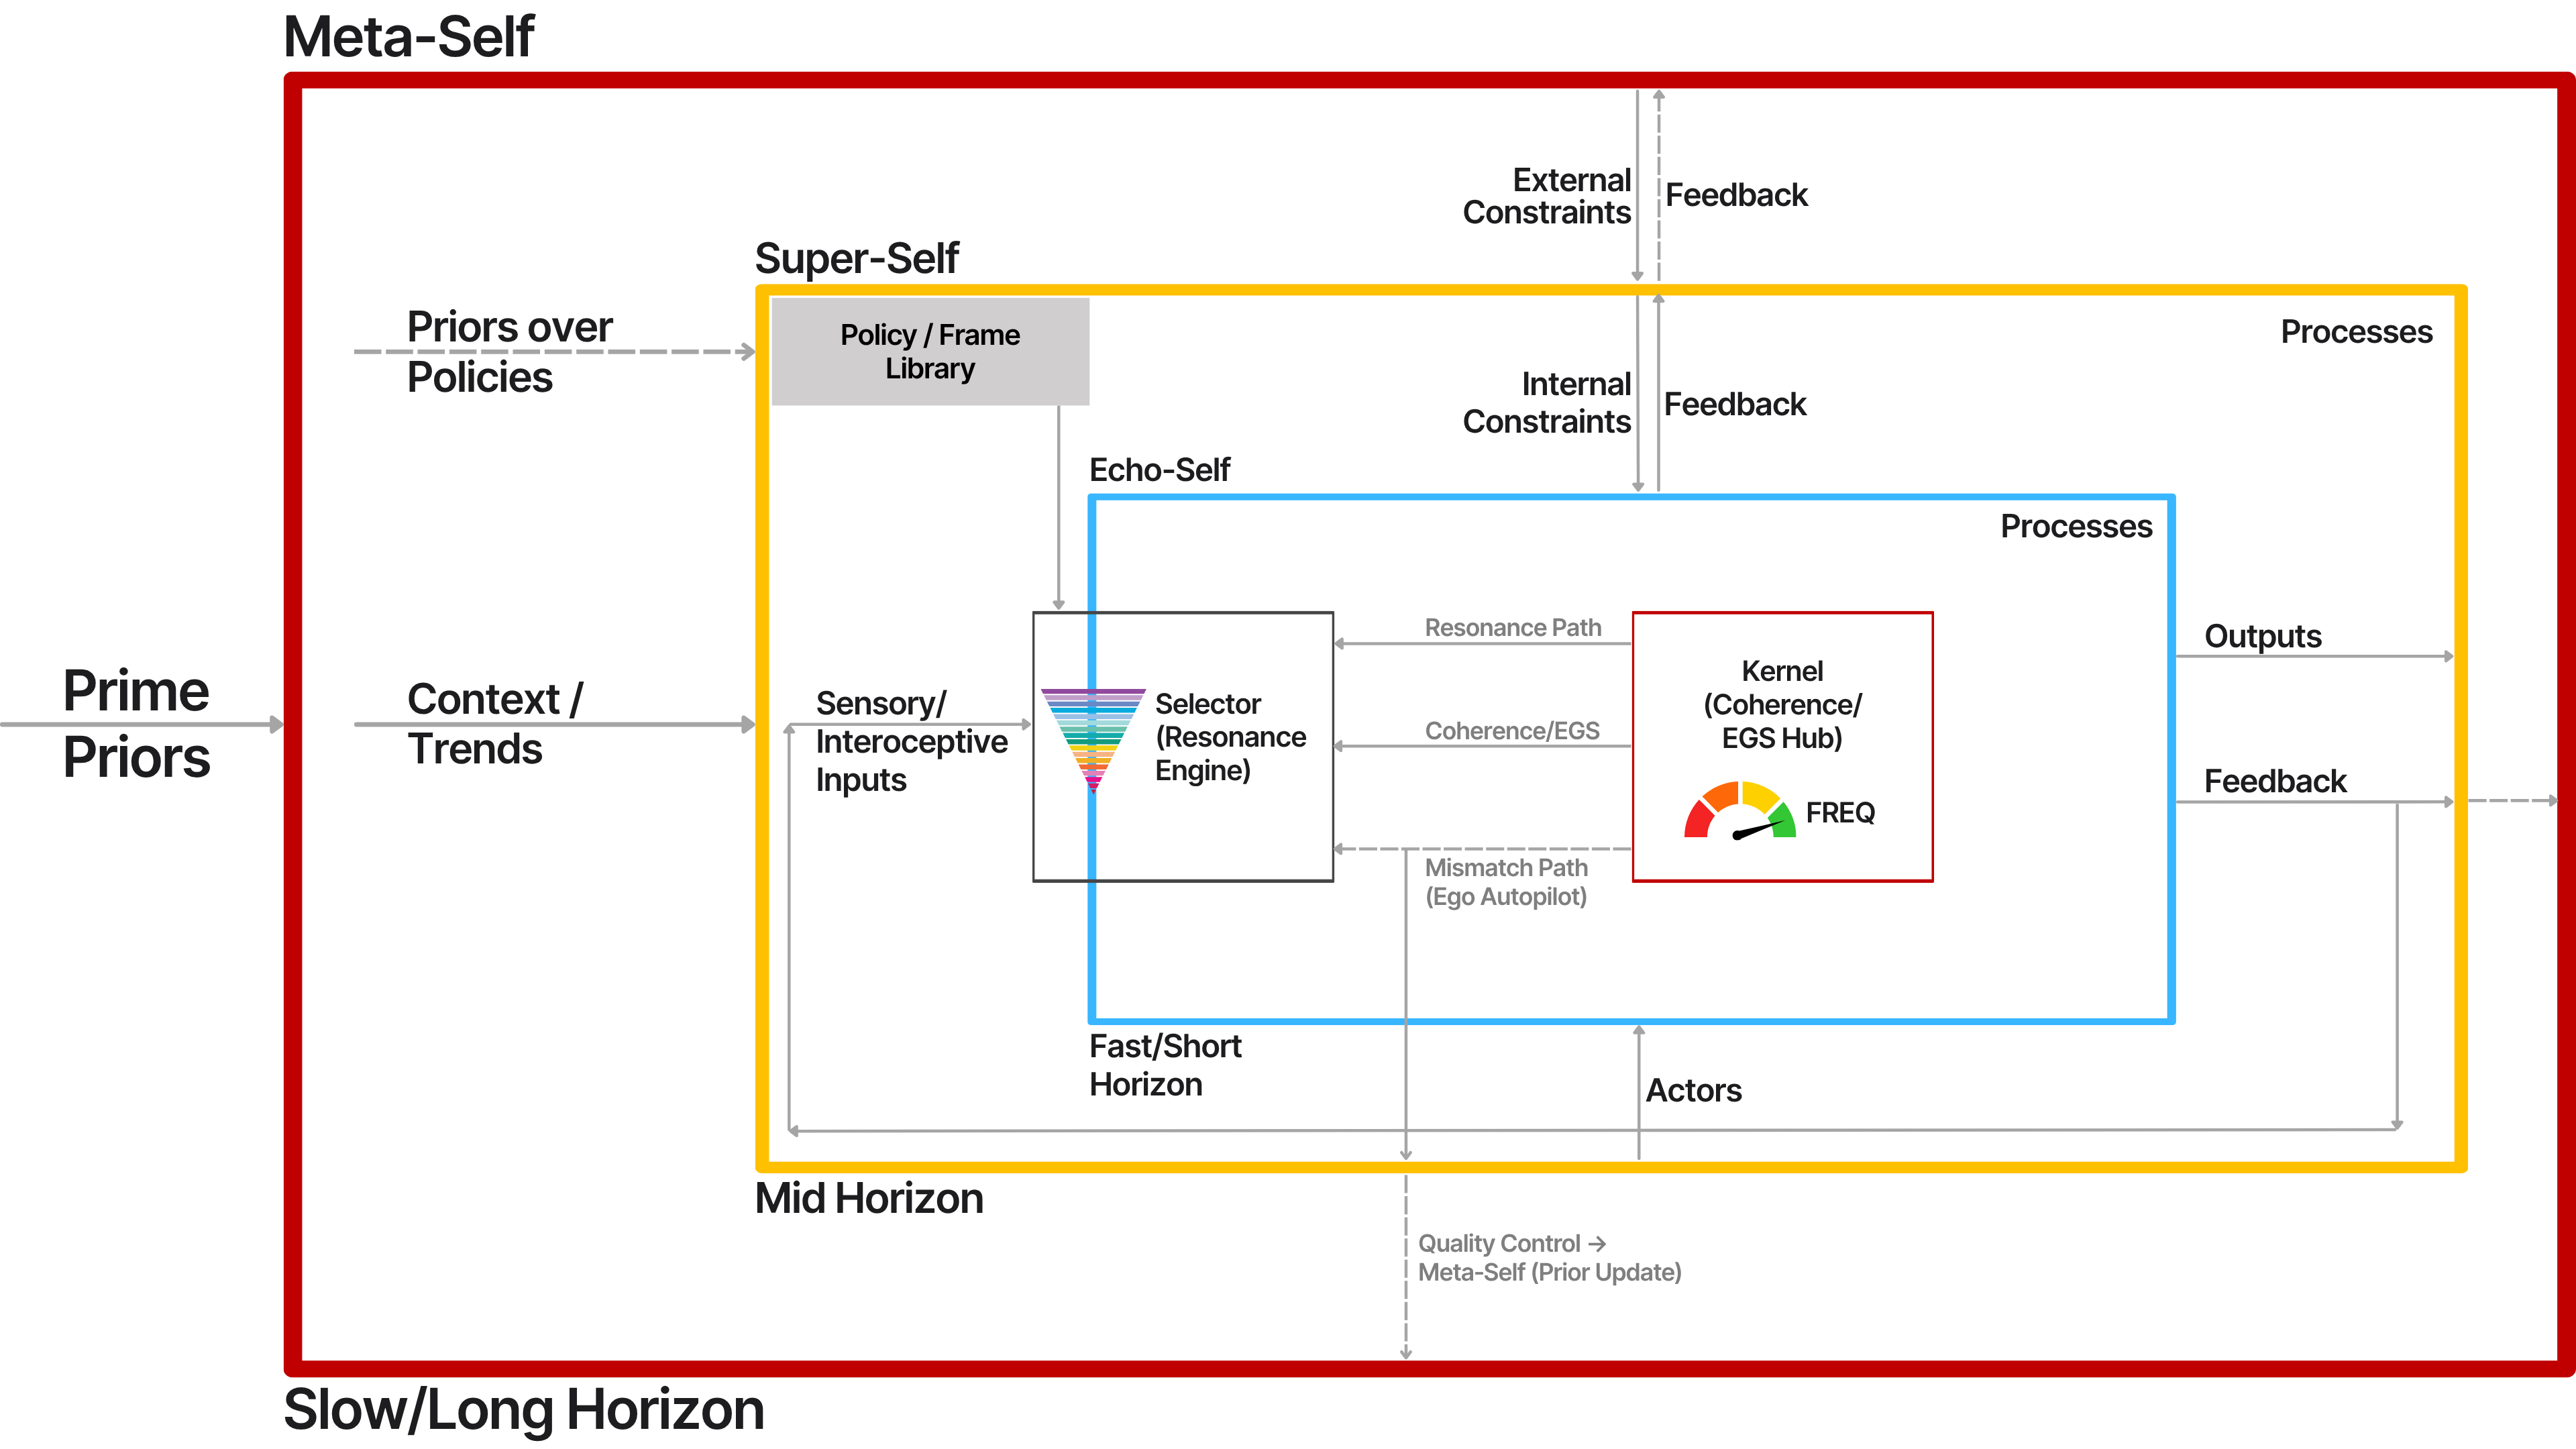 Meta-Self
External
Constraints
Feedback
Super-Self
Priors over
Policies
Policy / Frame
Library
Processes
Internal
Constraints
Feedback
Echo-Self
Processes
Prime
Priors
Context /
Trends
Sensory/
Interoceptive
Inputs
Selector
(Resonance
Engine)
Resonance Path
Coherence/EGS
Mismatch Path
(Ego Autopilot)
Kernel
(Coherence/
EGS Hub)
FREQ
Outputs
Feedback
Fast/Short
Horizon
Actors
Mid Horizon
Quality Control →
Meta-Self (Prior Update)
Slow/Long Horizon